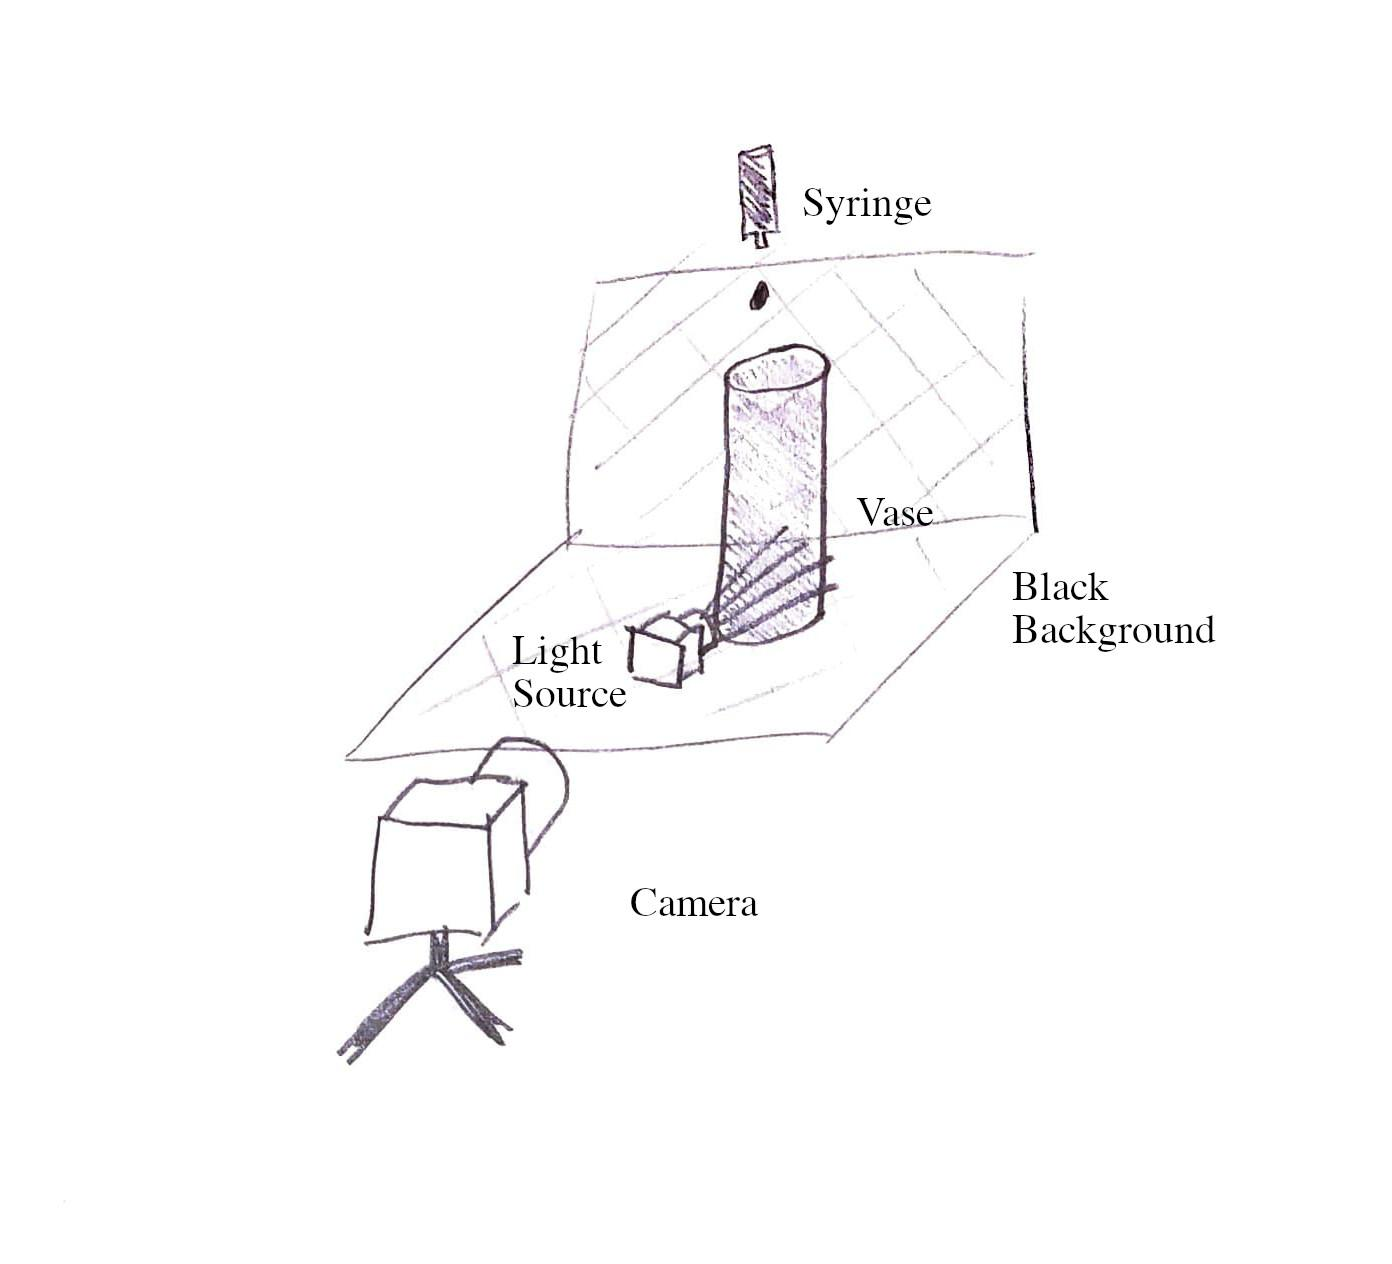 Syringe
Vase
Black
Background
Light
Source
Camera